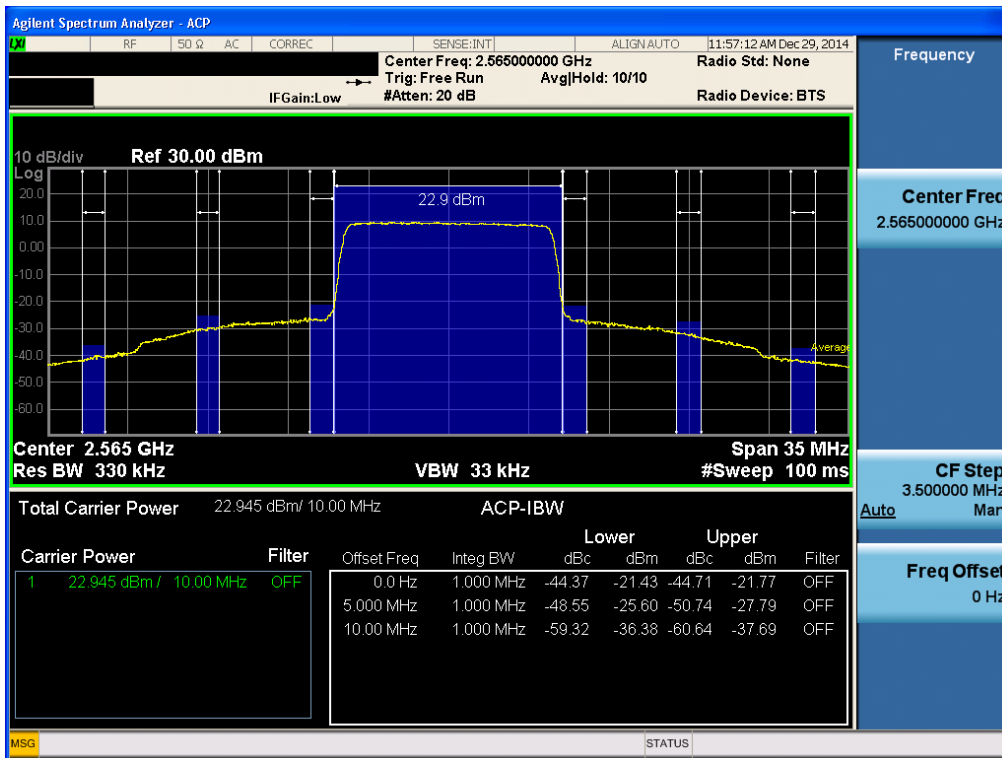 Agilent Spectrum Analyzer - ACP
LXI RF 50 Ω AC CORREC SENSE:INT ALIGN AUTO 11:57:12 AM Dec 29, 2014
Center Freq: 2.565000000 GHz Radio Std: None
Trig: Free Run Avg|Hold: 10/10
IFGain:Low #Atten: 20 dB Radio Device: BTS
10 dB/div Ref 30.00 dBm
Log
20.0
10.0
0.00
-10.0
-20.0
-30.0
-40.0
-50.0
-60.0
22.9 dBm
Average
Center 2.565 GHz Span 35 MHz
Res BW 330 kHz VBW 33 kHz #Sweep 100 ms
Total Carrier Power 22.945 dBm/ 10.00 MHz ACP-IBW
Lower Upper
Carrier Power Filter Offset Freq Integ BW dBc dBm dBc dBm Filter
1 22.945 dBm / 10.00 MHz OFF 0.0 Hz 1.000 MHz -44.37 -21.43 -44.71 -21.77 OFF
5.000 MHz 1.000 MHz -48.55 -25.60 -50.74 -27.79 OFF
10.00 MHz 1.000 MHz -59.32 -36.38 -60.64 -37.69 OFF
MSG STATUS
Frequency
Center Freq
2.565000000 GHz
CF Step
3.500000 MHz
Auto Man
Freq Offset
0 Hz